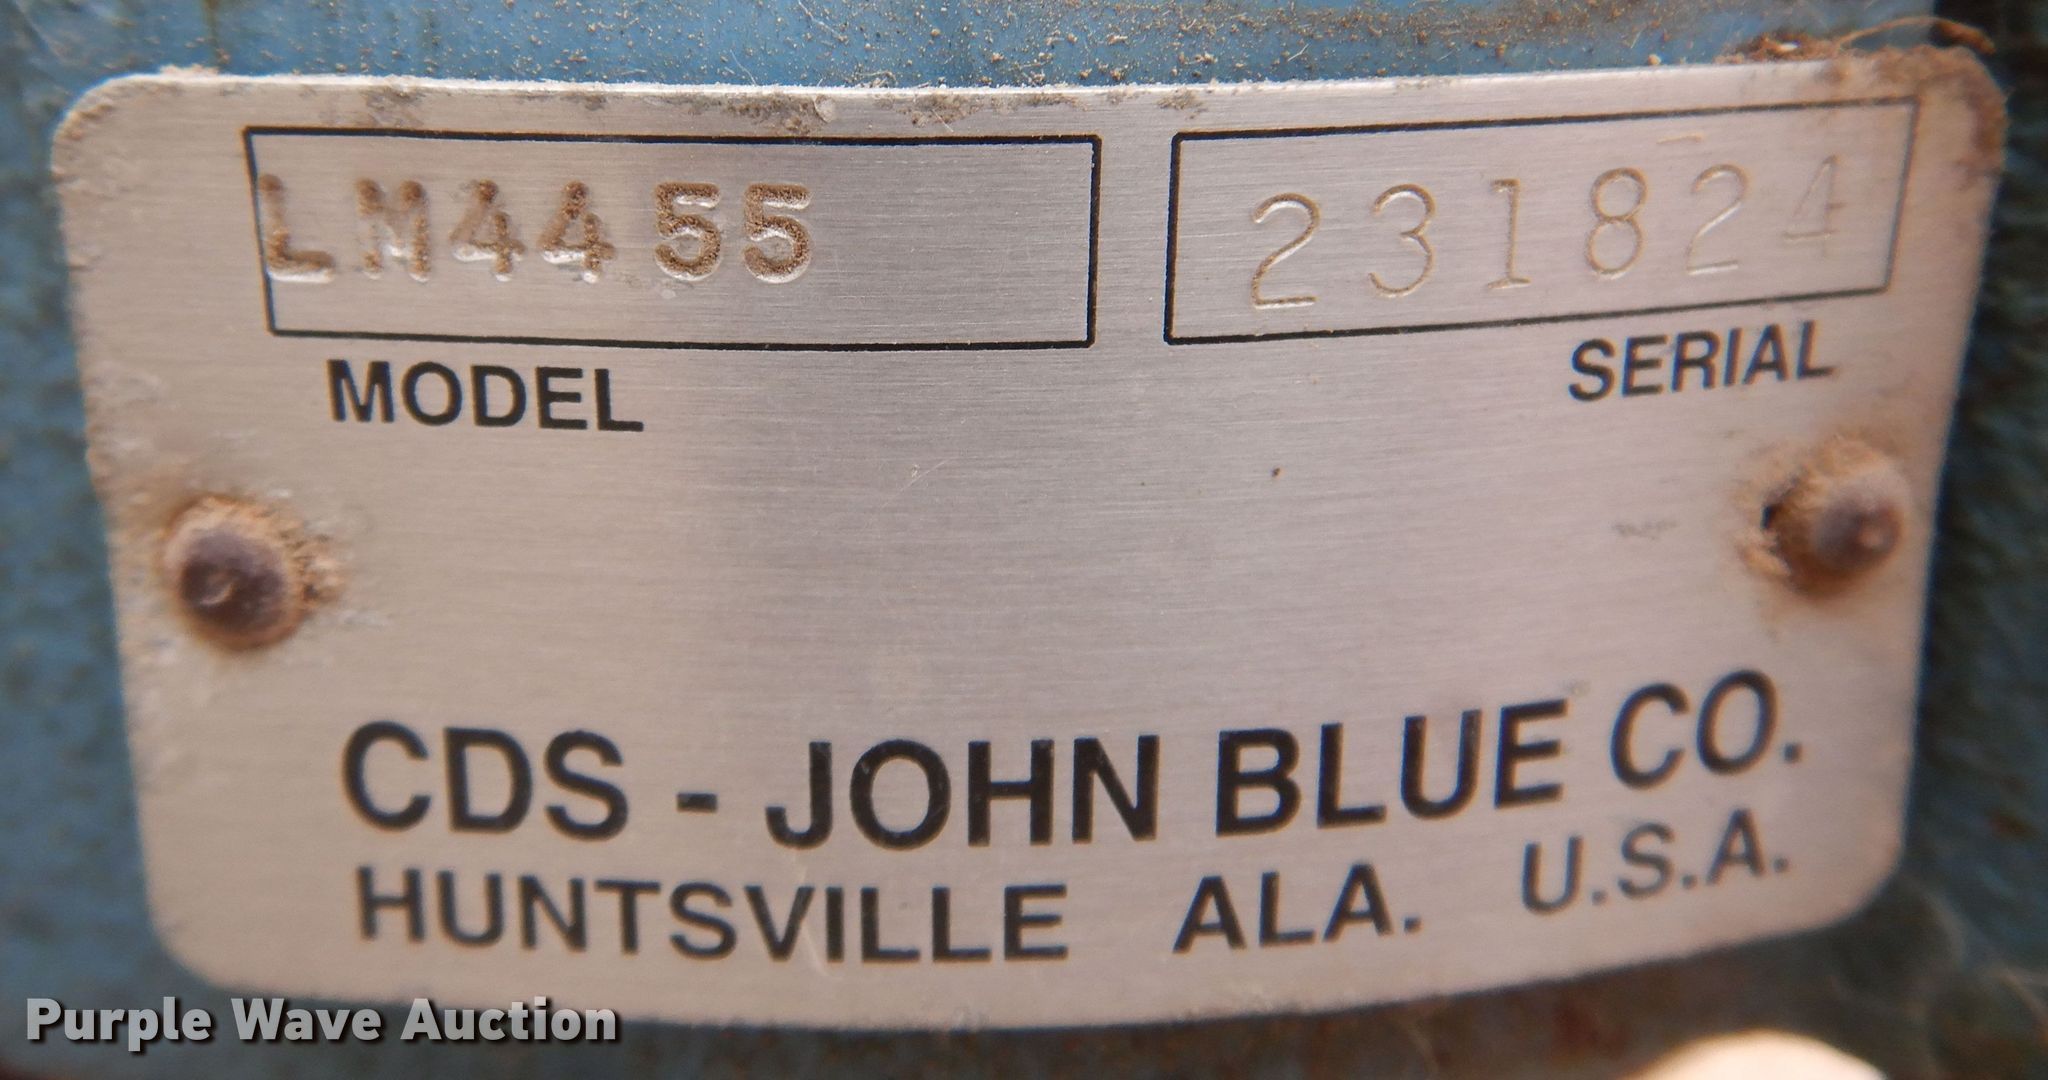 LM4455 231824
MODEL SERIAL
CDS - JOHN BLUE CO.
HUNTSVILLE ALA. U.S.A.
Purple Wave Auction